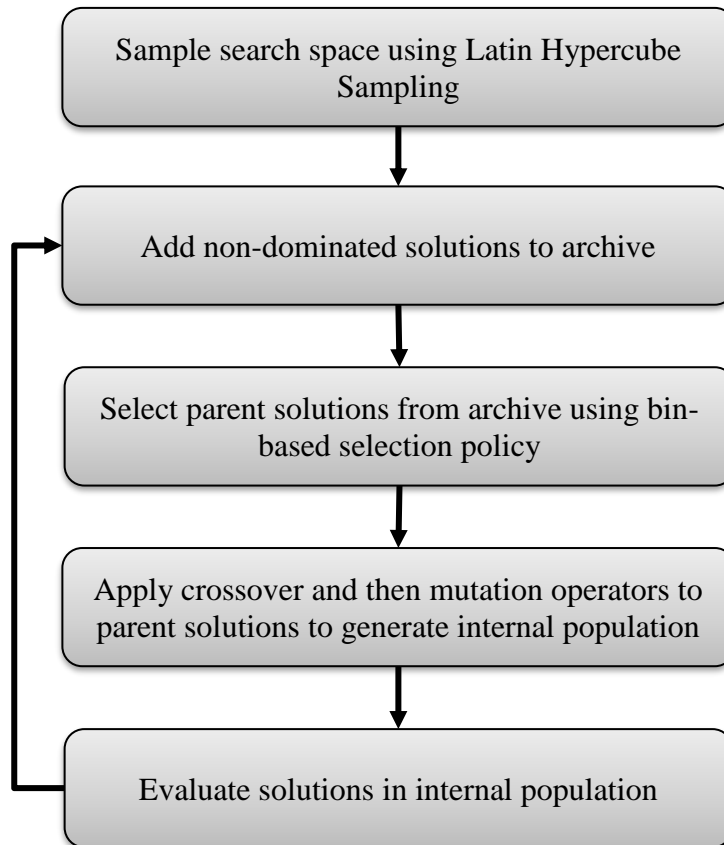 Sample search space using Latin Hypercube
Sampling
Add non-dominated solutions to archive
Select parent solutions from archive using bin-
based selection policy
Apply crossover and then mutation operators to
parent solutions to generate internal population
Evaluate solutions in internal population